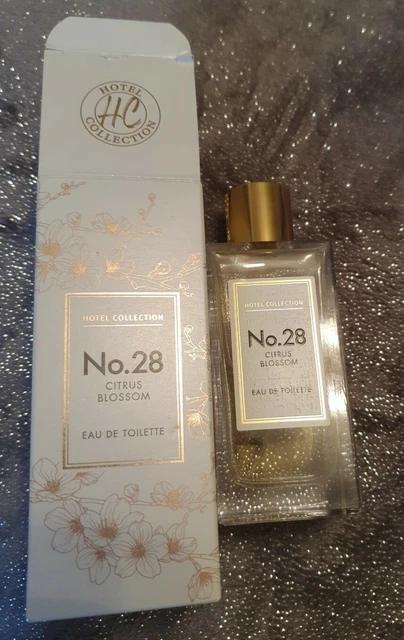 HOTEL
HC
COLLECTION
HOTEL COLLECTION
No.28
CITRUS
BLOSSOM
EAU DE TOILETTE
HOTEL COLLECTION
No.28
CITRUS
BLOSSOM
EAU DE TOILETTE